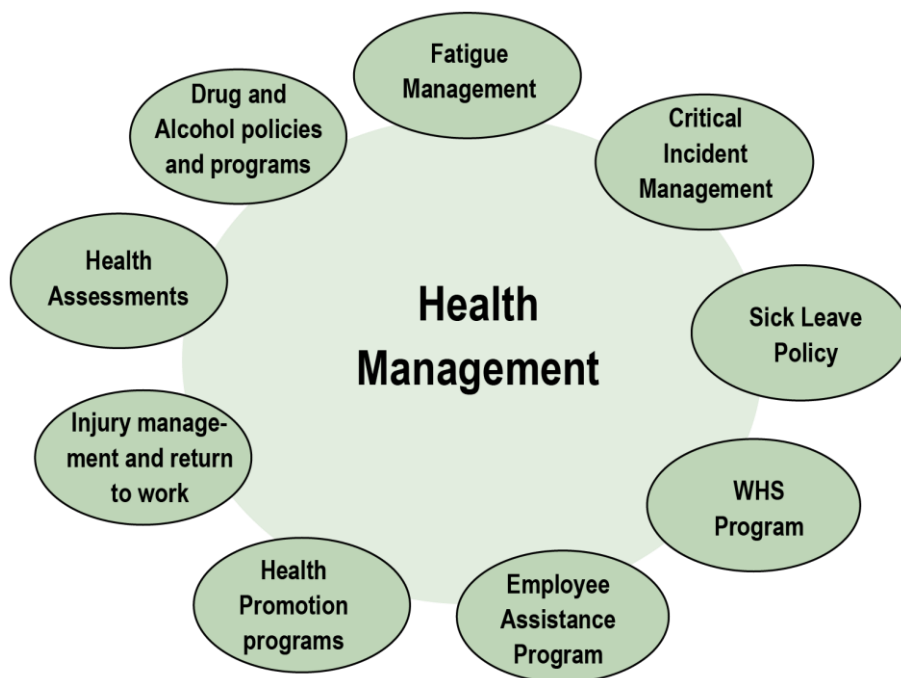 Fatigue
Management
Drug and
Alcohol policies
and programs
Critical
Incident
Management
Health
Assessments
Health
Management
Sick Leave
Policy
Injury manage-
ment and return
to work
WHS
Program
Health
Promotion
programs
Employee
Assistance
Program